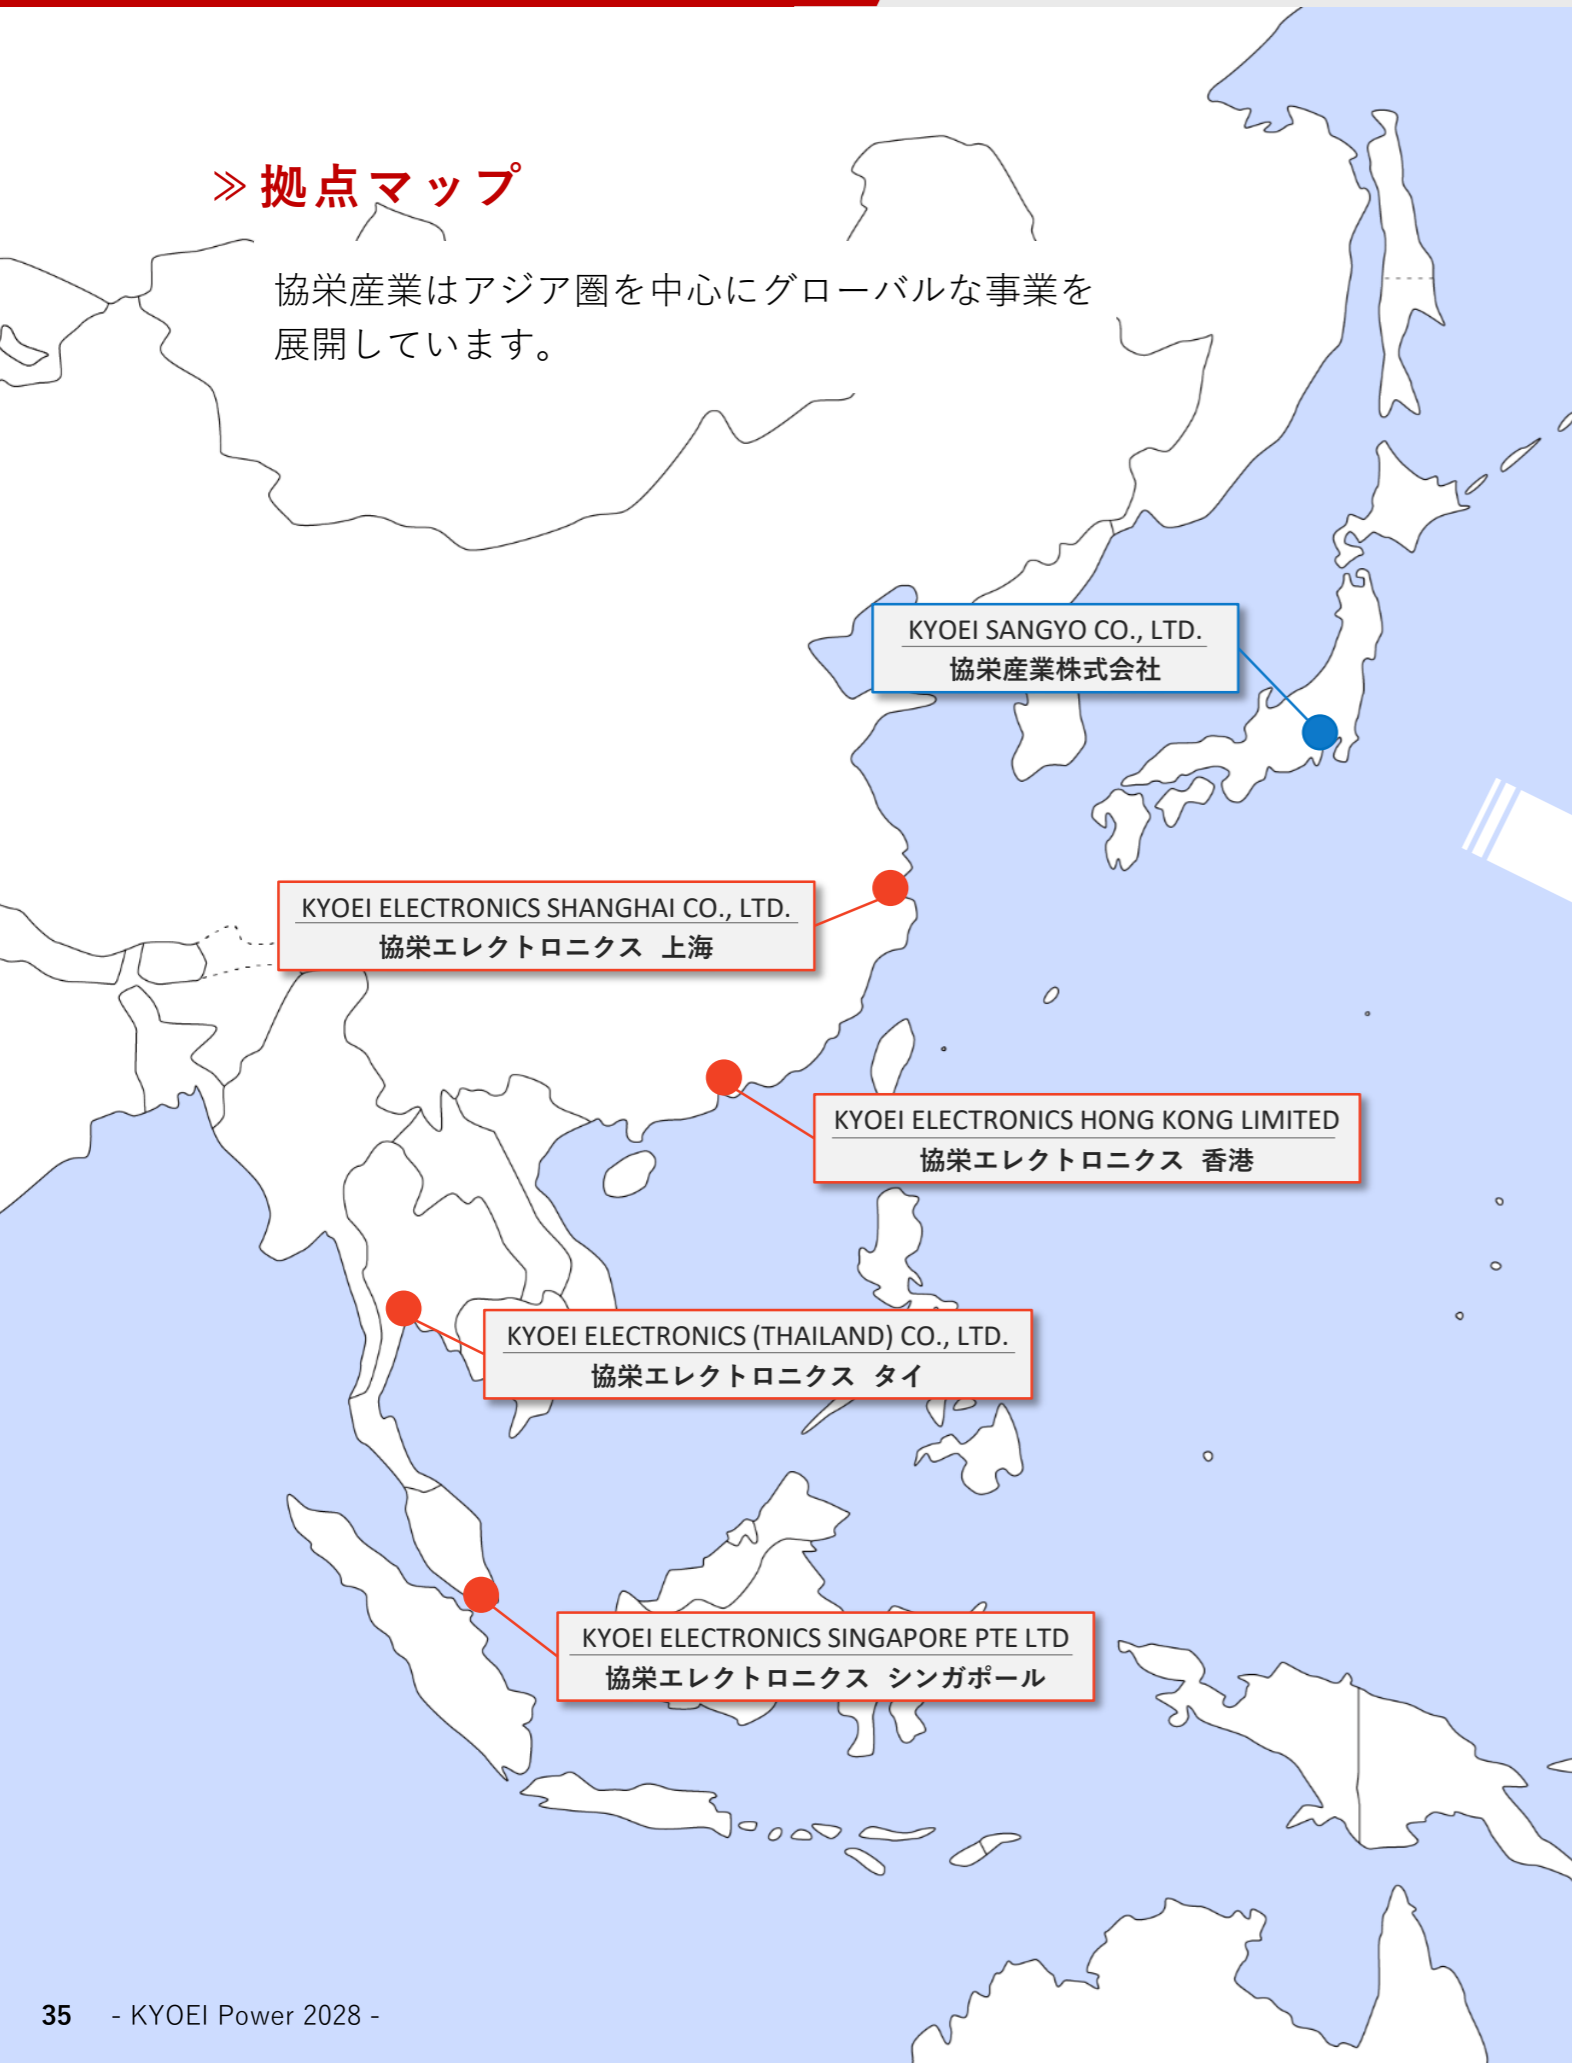 ≫ 拠点マップ
協栄産業はアジア圏を中心にグローバルな事業を
展開しています。
KYOEI SANGYO CO., LTD.
協栄産業株式会社
KYOEI ELECTRONICS SHANGHAI CO., LTD.
協栄エレクトロニクス 上海
KYOEI ELECTRONICS HONG KONG LIMITED
協栄エレクトロニクス 香港
KYOEI ELECTRONICS (THAILAND) CO., LTD.
協栄エレクトロニクス タイ
KYOEI ELECTRONICS SINGAPORE PTE LTD
協栄エレクトロニクス シンガポール
35 - KYOEI Power 2028 -